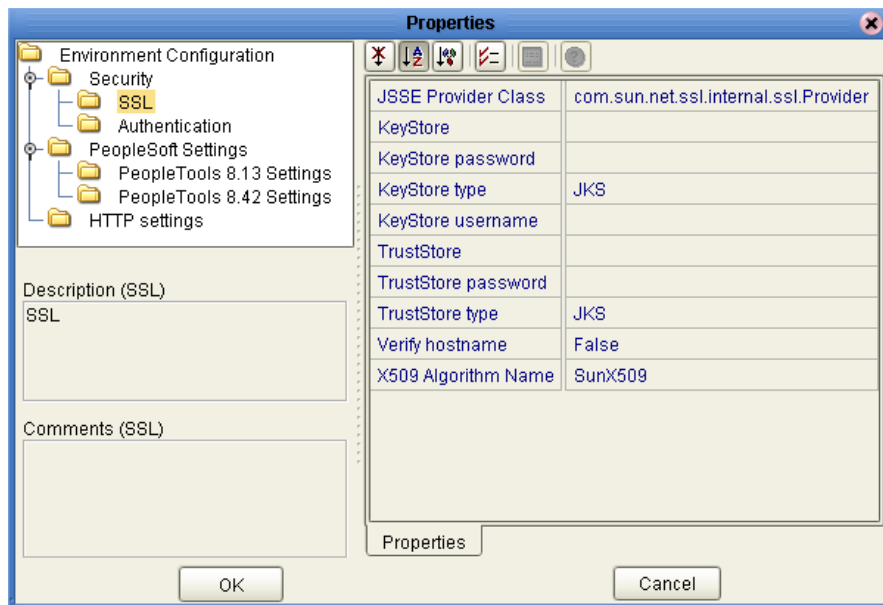 Properties
Environment Configuration
Security
SSL
Authentication
PeopleSoft Settings
PeopleTools 8.13 Settings
PeopleTools 8.42 Settings
HTTP settings
Description (SSL)
SSL
Comments (SSL)
JSSE Provider Class com.sun.net.ssl.internal.ssl.Provider
KeyStore
KeyStore password
KeyStore type JKS
KeyStore username
TrustStore
TrustStore password
TrustStore type JKS
Verify hostname False
X509 Algorithm Name SunX509
Properties
OK Cancel